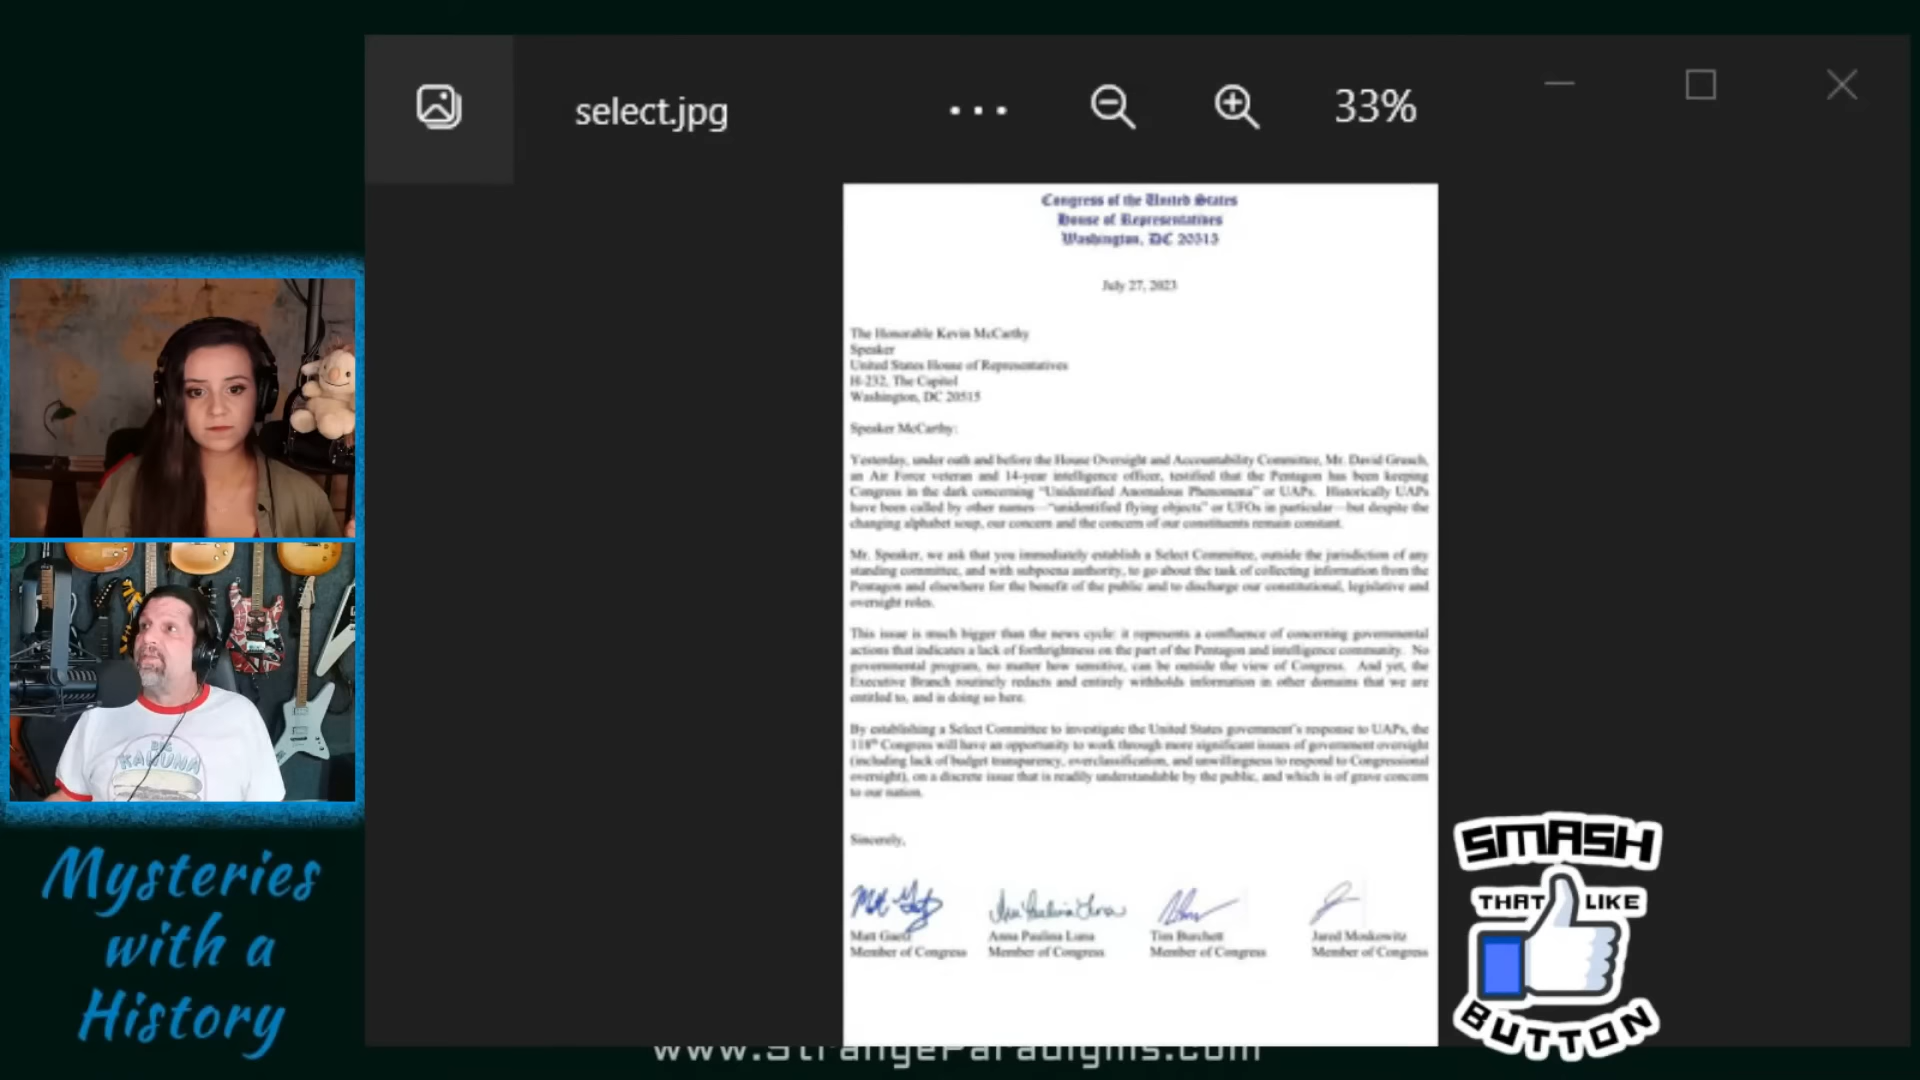 select.jpg
33%
Congress of the United States
House of Representatives
Washington, DC 20515
July 27, 2023
The Honorable Kevin McCarthy
Speaker
United States House of Representatives
H-232, The Capitol
Washington, DC 20515
Speaker McCarthy:
Yesterday, under oath and before the House Oversight and Accountability Committee, Mr. David Grusch,
an Air Force veteran and 14-year intelligence officer, testified that the Pentagon has been keeping
Congress in the dark concerning “Unidentified Anomalous Phenomena” or UAPs. Historically UAPs
have been called by other names—“unidentified flying objects” or UFOs in particular—but despite the
changing alphabet soup, our concern and the concern of our constituents remain constant.
Mr. Speaker, we ask that you immediately establish a Select Committee, outside the jurisdiction of any
standing committee, and with subpoena authority, to go about the task of collecting information from the
Pentagon and elsewhere for the benefit of the public and to discharge our constitutional, legislative and
oversight roles.
This issue is much bigger than the news cycle: it represents a confluence of concerning governmental
actions that indicates a lack of forthrightness on the part of the Pentagon and intelligence community. No
governmental program, no matter how sensitive, can be outside the view of Congress. And yet, the
Executive Branch routinely redacts and entirely withholds information in other domains that we are
entitled to, and is doing so here.
By establishing a Select Committee to investigate the United States government's response to UAPs, the
118th Congress will have an opportunity to work through more significant issues of government oversight
(including lack of budget transparency, overclassification, and unwillingness to respond to Congressional
oversight), on a discrete issue that is readily understandable by the public, and which is of grave concern
to our nation.
Sincerely,
Matt Gaetz
Anna Paulina Luna
Tim Burchett
Jared Moskowitz
Member of Congress
Member of Congress
Member of Congress
Member of Congress
BIG
KAHUNA
Mysteries
with a
History
SMASH
THAT LIKE
BUTTON
www.StrangeParadigms.com